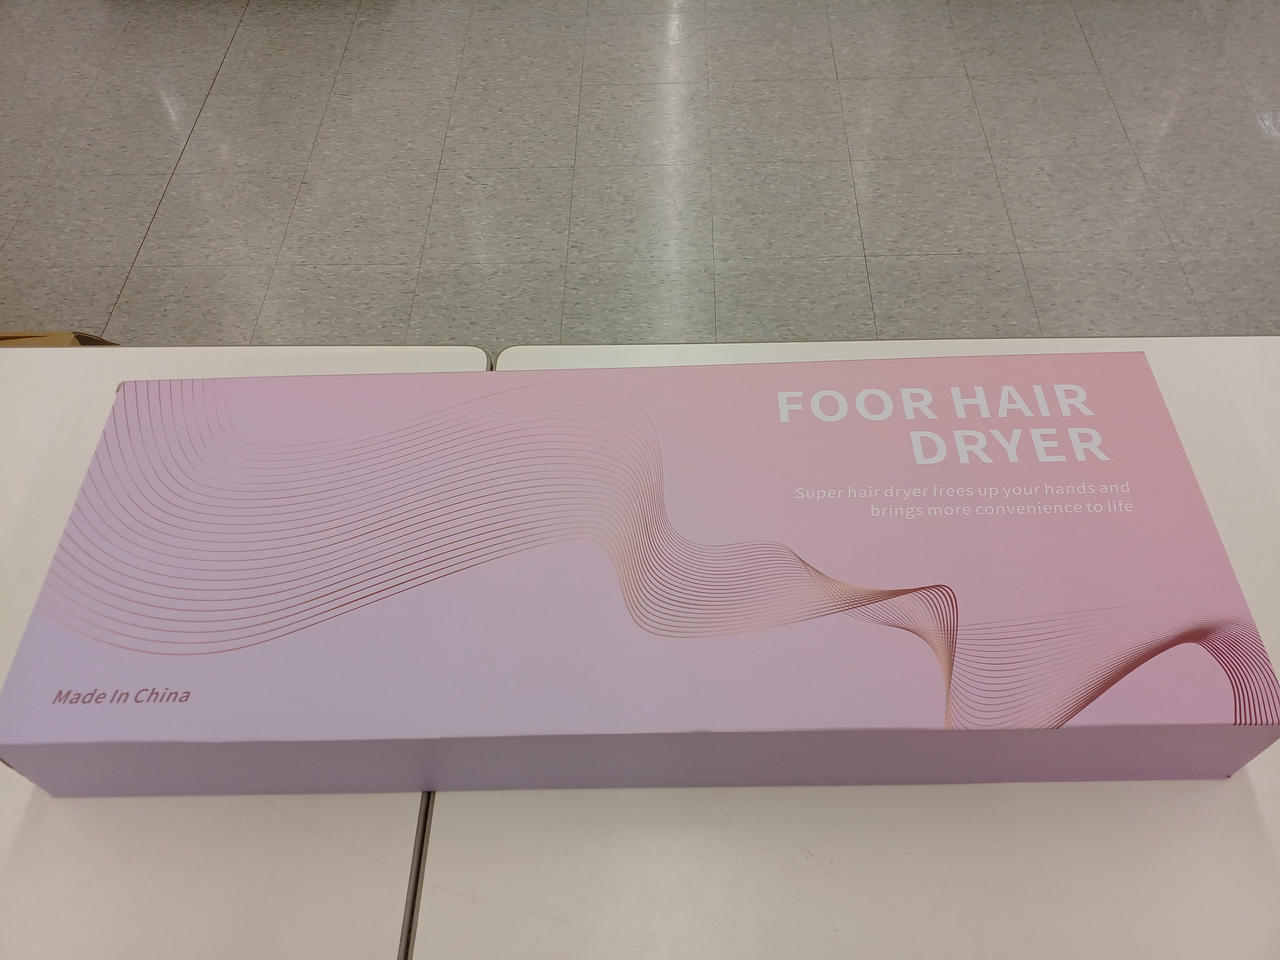 FOOR HAIR
DRYER
Super hair dryer frees up your hands and
brings more convenience to life
Made In China